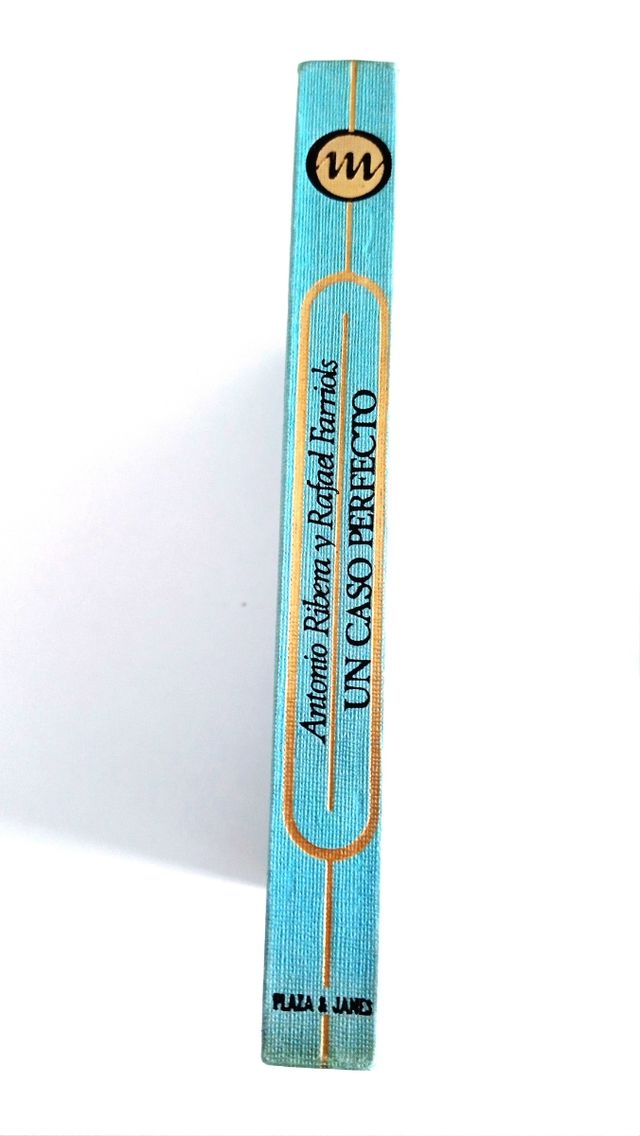 m
Antonio Ribera y Rafael Farriols
UN CASO PERFECTO
PLAZA & JANES